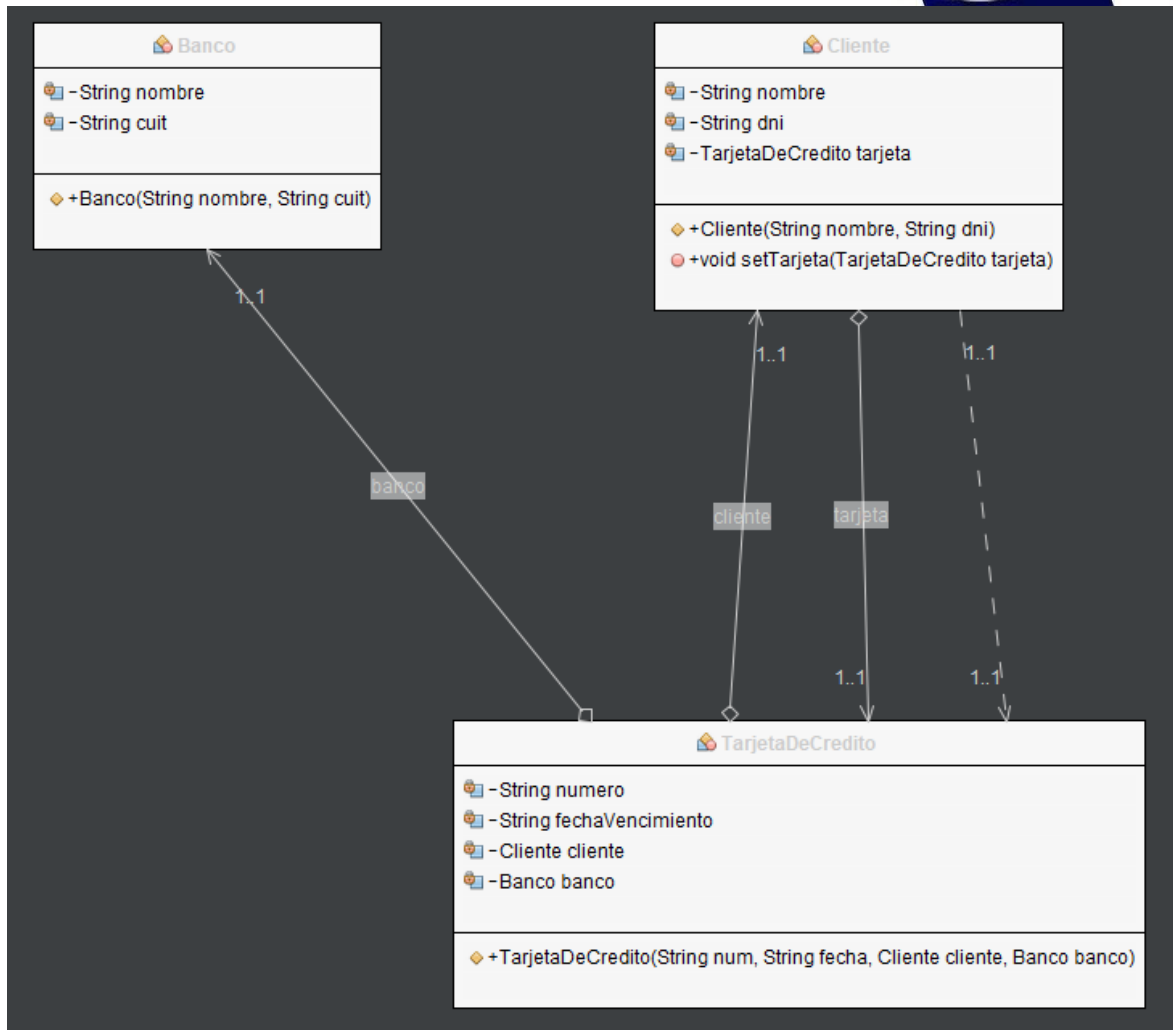 Banco
-String nombre
-String cuit
+Banco(String nombre, String cuit)
Cliente
-String nombre
-String dni
-TarjetaDeCredito tarjeta
+Cliente(String nombre, String dni)
+void setTarjeta(TarjetaDeCredito tarjeta)
1..1
1..1
1..1
banco
cliente
tarjeta
1..1
1..1
TarjetaDeCredito
-String numero
-String fechaVencimiento
-Cliente cliente
-Banco banco
+TarjetaDeCredito(String num, String fecha, Cliente cliente, Banco banco)